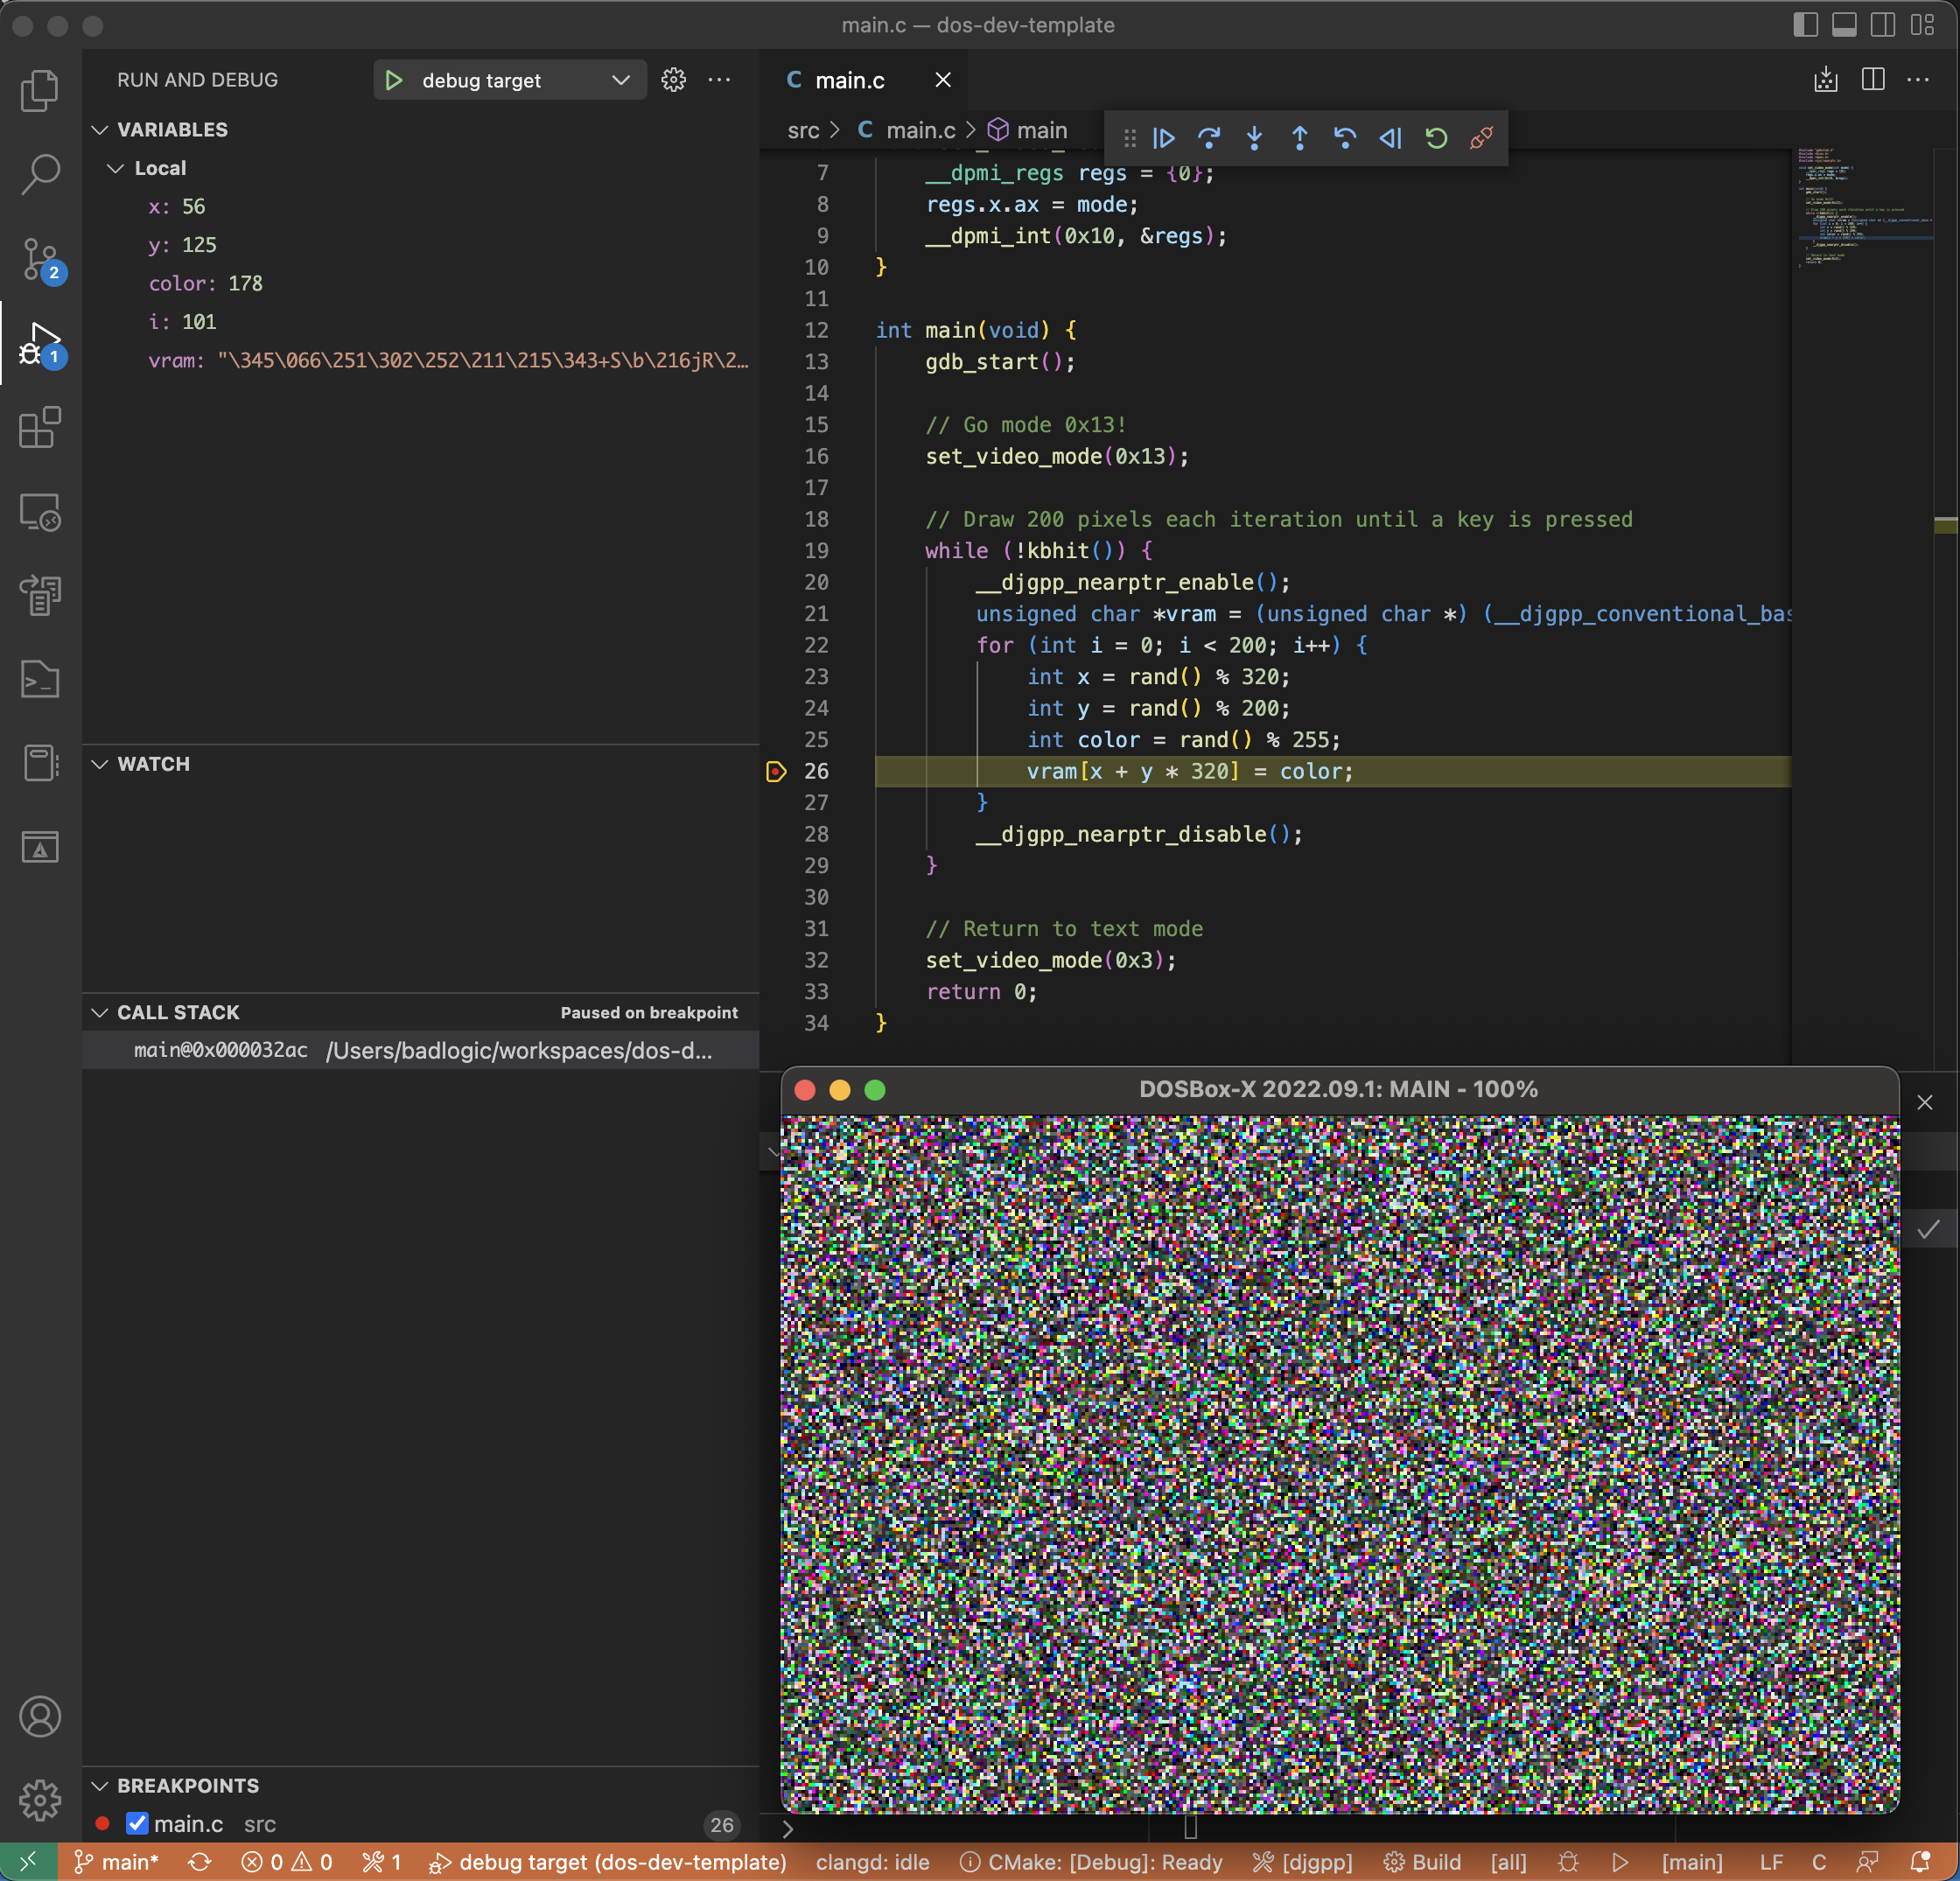 main.c — dos-dev-template
RUN AND DEBUG
debug target
VARIABLES
Local
x: 56
y: 125
color: 178
i: 101
vram: "\345\066\251\302\252\211\215\343+S\b\216jR\2…
2
1
WATCH
CALL STACK
Paused on breakpoint
main@0x000032ac /Users/badlogic/workspaces/dos-d...
BREAKPOINTS
main.c src 26
C main.c
src > C main.c > main
7 __dpmi_regs regs = {0};
8 regs.x.ax = mode;
9 __dpmi_int(0x10, &regs);
10 }
11
12 int main(void) {
13 gdb_start();
14
15 // Go mode 0x13!
16 set_video_mode(0x13);
17
18 // Draw 200 pixels each iteration until a key is pressed
19 while (!kbhit()) {
20 __djgpp_nearptr_enable();
21 unsigned char *vram = (unsigned char *) (__djgpp_conventional_bas
22 for (int i = 0; i < 200; i++) {
23 int x = rand() % 320;
24 int y = rand() % 200;
25 int color = rand() % 255;
26 vram[x + y * 320] = color;
27 }
28 __djgpp_nearptr_disable();
29 }
30
31 // Return to text mode
32 set_video_mode(0x3);
33 return 0;
34 }
DOSBox-X 2022.09.1: MAIN - 100%
main* 0 0 1 debug target (dos-dev-template) clangd: idle CMake: [Debug]: Ready [djgpp] Build [all] [main] LF C